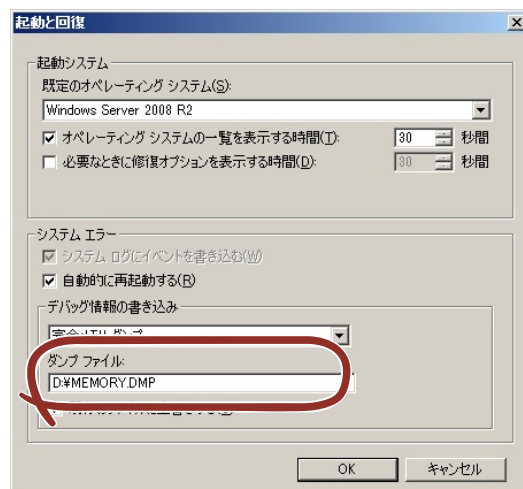 起動と回復
起動システム
既定のオペレーティング システム(S):
Windows Server 2008 R2
オペレーティング システムの一覧を表示する時間(T): 30 秒間
必要なときに修復オプションを表示する時間(D): 30 秒間
システム エラー
システム ログにイベントを書き込む(W)
自動的に再起動する(R)
デバッグ情報の書き込み
ダンプ ファイル:
D:¥MEMORY.DMP
OK キャンセル